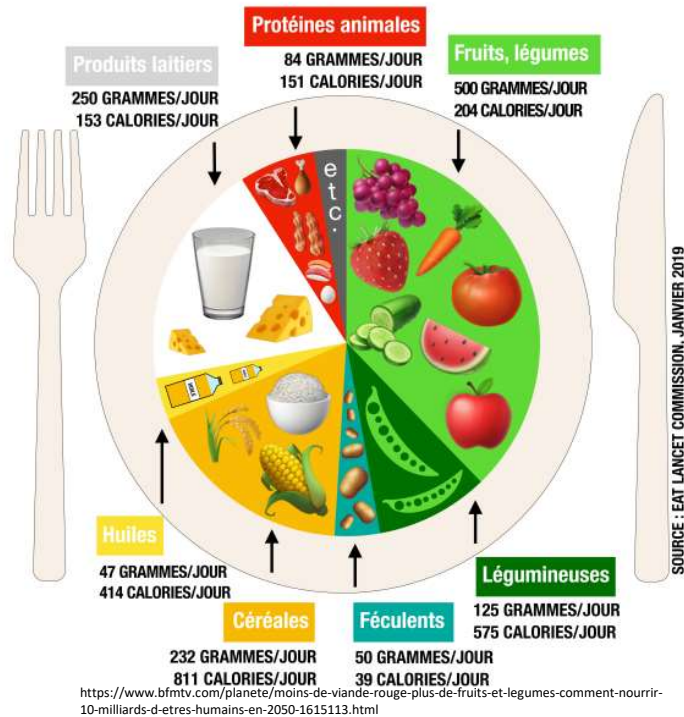 Protéines animales
84 GRAMMES/JOUR
151 CALORIES/JOUR
Produits laitiers
250 GRAMMES/JOUR
153 CALORIES/JOUR
Fruits, légumes
500 GRAMMES/JOUR
204 CALORIES/JOUR
etc.
Huiles
47 GRAMMES/JOUR
414 CALORIES/JOUR
Céréales
232 GRAMMES/JOUR
811 CALORIES/JOUR
Féculents
50 GRAMMES/JOUR
39 CALORIES/JOUR
Légumineuses
125 GRAMMES/JOUR
575 CALORIES/JOUR
SOURCE : EAT LANCET COMMISSION, JANVIER 2019
https://www.bfmtv.com/planete/moins-de-viande-rouge-plus-de-fruits-et-legumes-comment-nourrir-
10-milliards-d-etres-humains-en-2050-1615113.html